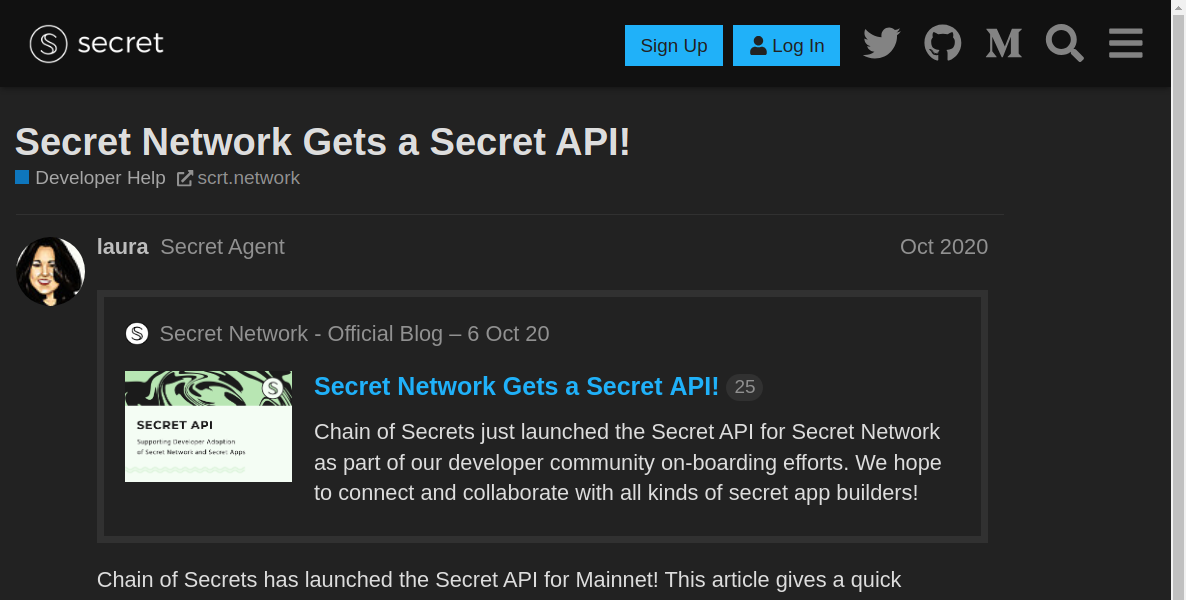 secret
Sign Up
Log In
Secret Network Gets a Secret API!
Developer Help scrt.network
laura Secret Agent Oct 2020
Secret Network - Official Blog – 6 Oct 20
Secret Network Gets a Secret API! 25
SECRET API
Supporting Developer Adoption
of Secret Network and Secret Apps
Chain of Secrets just launched the Secret API for Secret Network
as part of our developer community on-boarding efforts. We hope
to connect and collaborate with all kinds of secret app builders!
Chain of Secrets has launched the Secret API for Mainnet! This article gives a quick